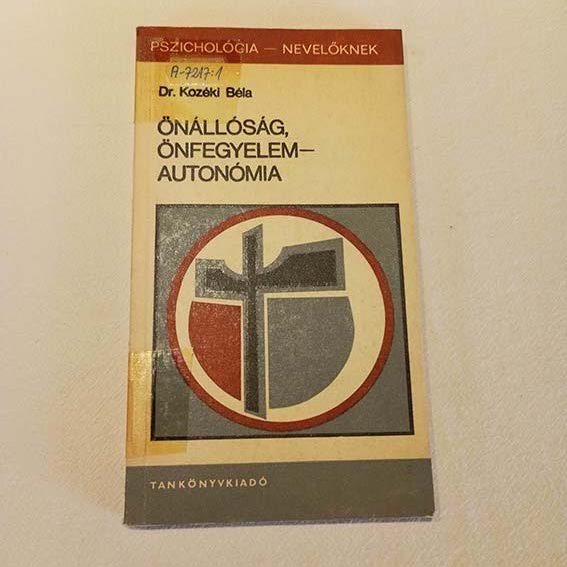 PSZICHOLÓGIA — NEVELŐKNEK
A-7217:1
Dr. Kozéki Béla
ÖNÁLLÓSÁG,
ÖNFEGYELEM—
AUTONÓMIA
TANKÖNYVKIADÓ